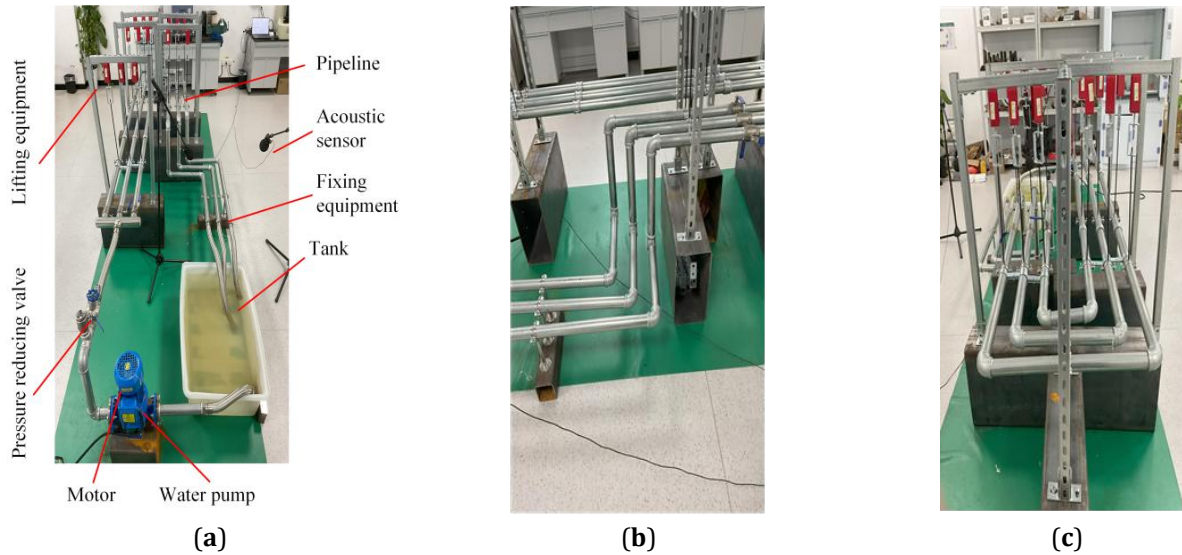 Lifting equipment
Pipeline
Acoustic
sensor
Fixing
equipment
Tank
Pressure reducing valve
Motor
Water pump
(a)
(b)
(c)